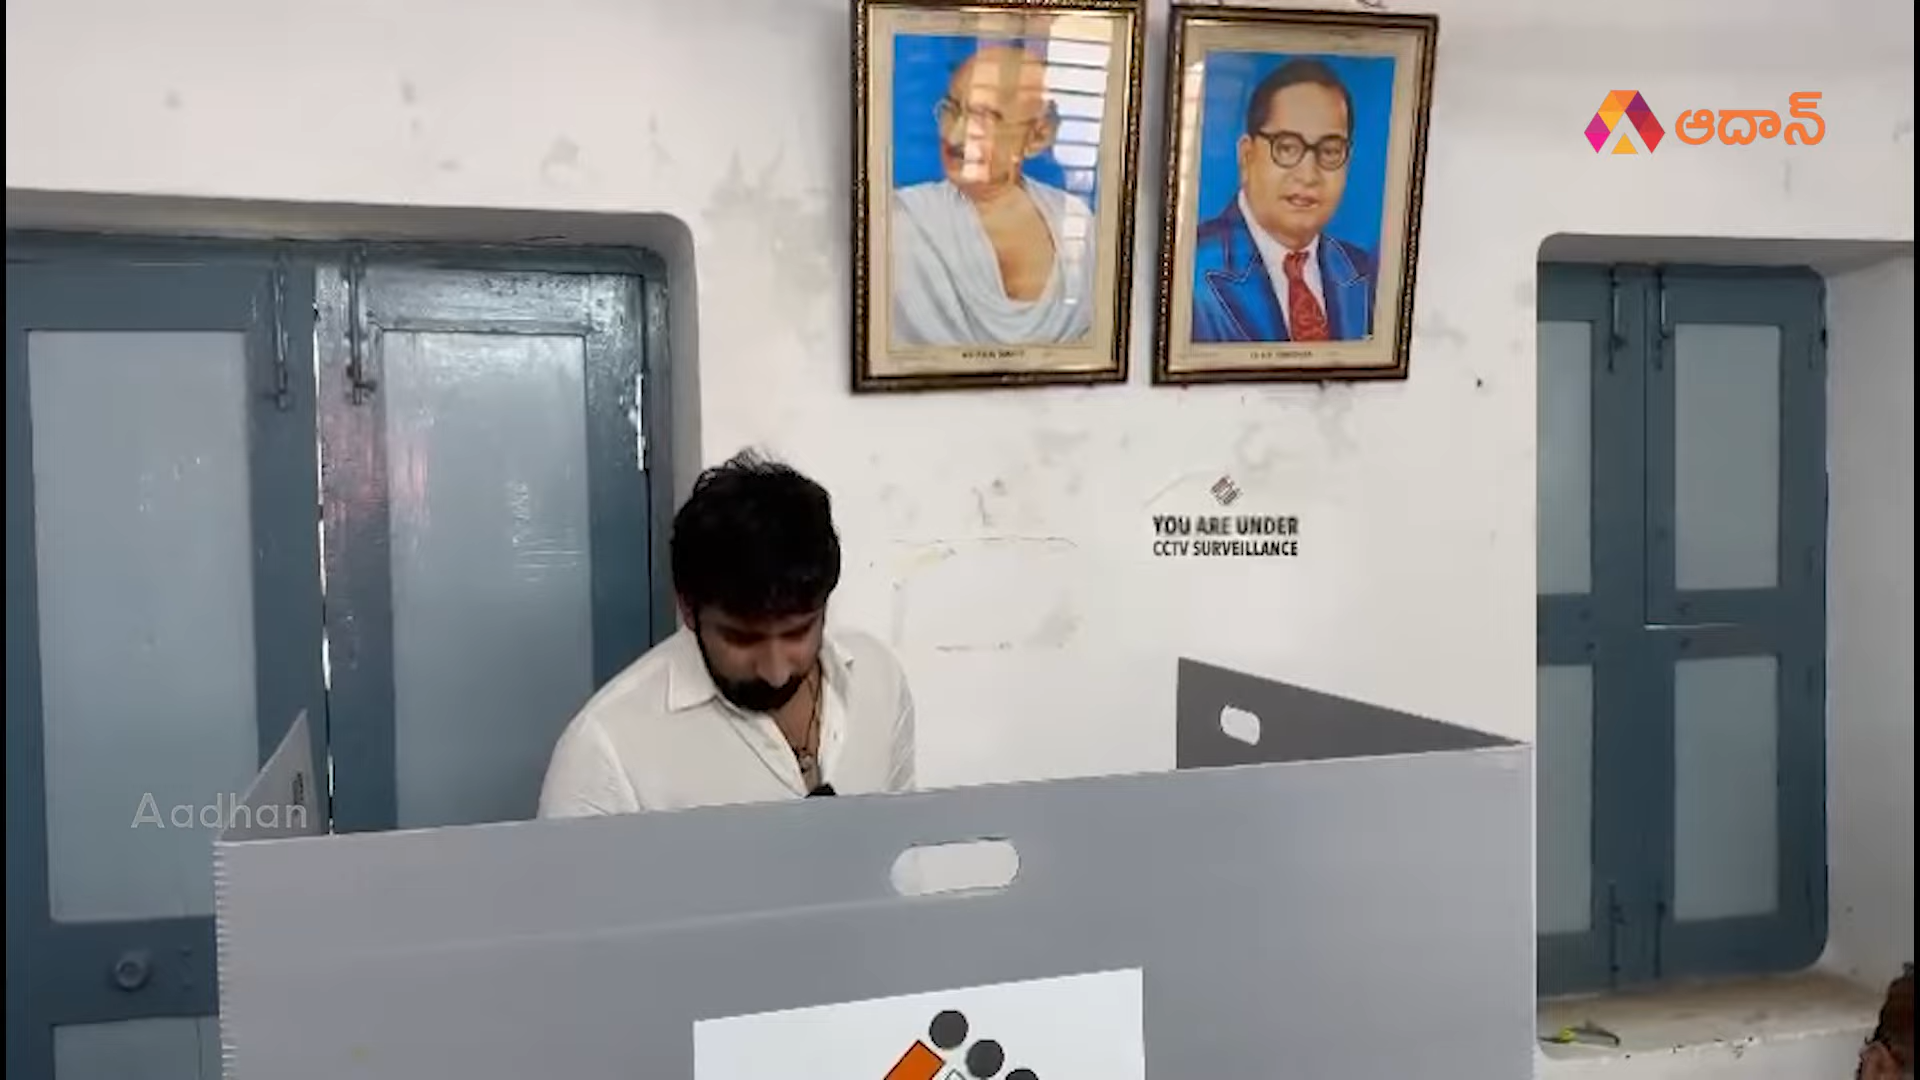 ఆదాన్
YOU ARE UNDER
CCTV SURVEILLANCE
Aadhan